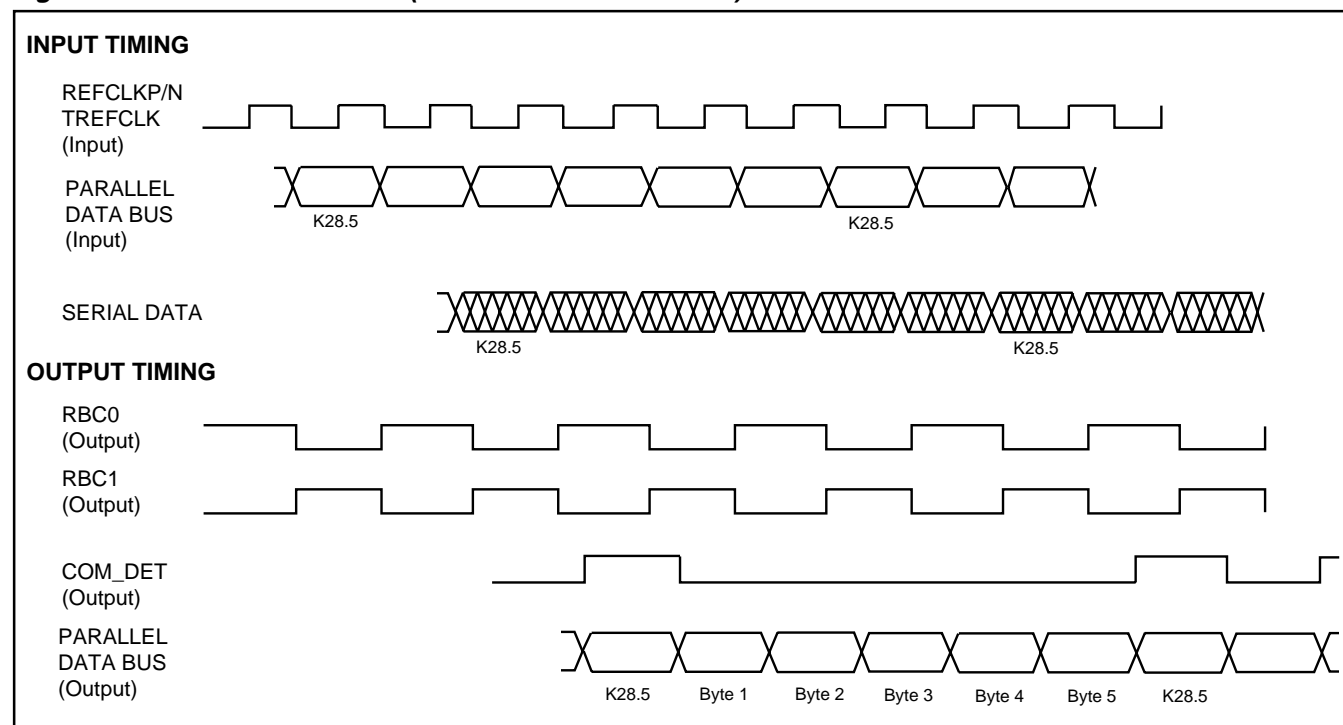 INPUT TIMING
REFCLKP/N
TREFCLK
(Input)
PARALLEL
DATA BUS
(Input)
K28.5
K28.5
SERIAL DATA
K28.5
K28.5
OUTPUT TIMING
RBC0
(Output)
RBC1
(Output)
COM_DET
(Output)
PARALLEL
DATA BUS
(Output)
K28.5 Byte 1 Byte 2 Byte 3 Byte 4 Byte 5 K28.5